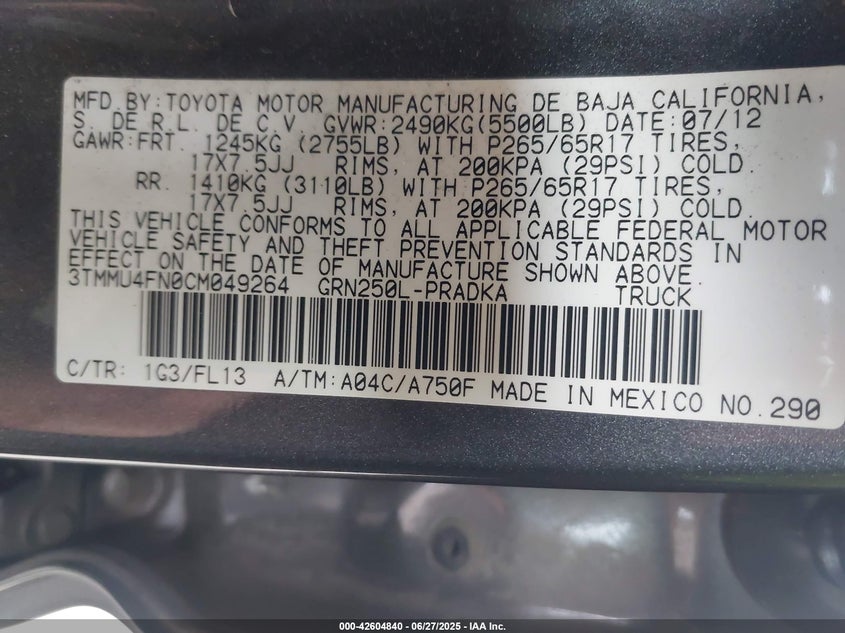 MFD.BY:TOYOTA MOTOR MANUFACTURING DE BAJA CALIFORNIA,
S. DE R.L. DE C.V. GVWR:2490KG(5500LB) DATE:07/12
GAWR:FRT. 1245KG (2755LB) WITH P265/65R17 TIRES,
17X7.5JJ RIMS, AT 200KPA (29PSI) COLD.
RR. 1410KG (3110LB) WITH P265/65R17 TIRES,
17X7.5JJ RIMS, AT 200KPA (29PSI) COLD.
THIS VEHICLE CONFORMS TO ALL APPLICABLE FEDERAL MOTOR
VEHICLE SAFETY AND THEFT PREVENTION STANDARDS IN
EFFECT ON THE DATE OF MANUFACTURE SHOWN ABOVE.
3TMMU4FN0CM049264 GRN250L-PRADKA TRUCK
C/TR: 1G3/FL13 A/TM:A04C/A750F MADE IN MEXICO NO.290
000-42604840 - 06/27/2025 - IAA Inc.